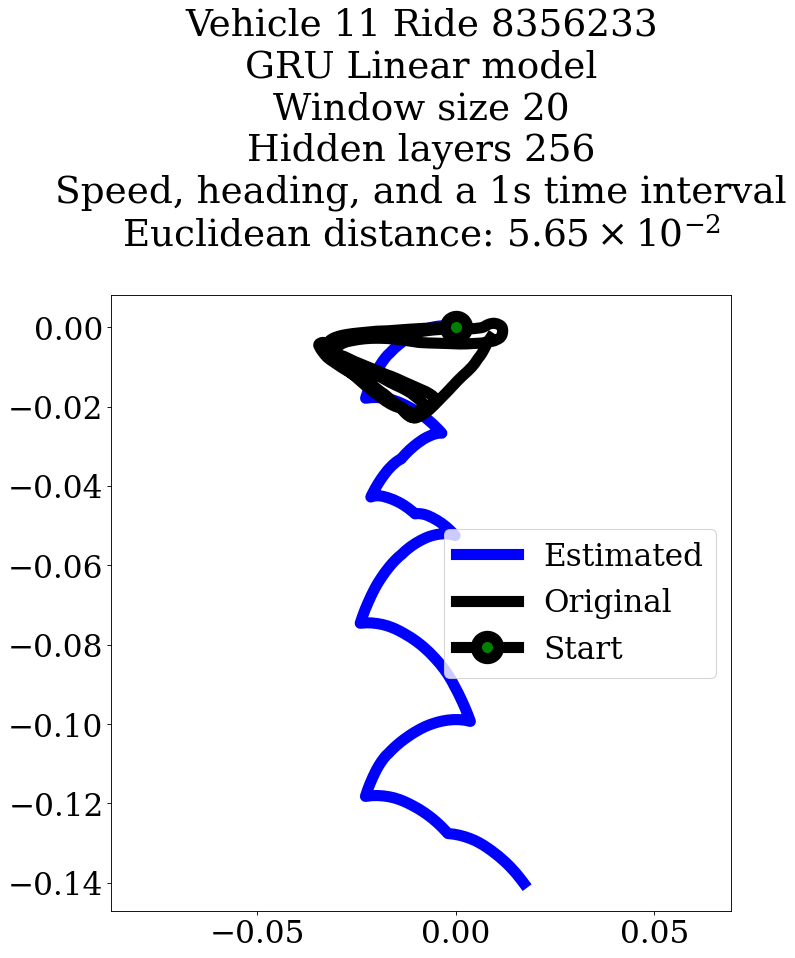 Vehicle 11 Ride 8356233
GRU Linear model
Window size 20
Hidden layers 256
Speed, heading, and a 1s time interval
Euclidean distance: 5.65 × 10⁻²
0.00
−0.02
−0.04
−0.06
−0.08
−0.10
−0.12
−0.14
Estimated
Original
Start
−0.05
0.00
0.05